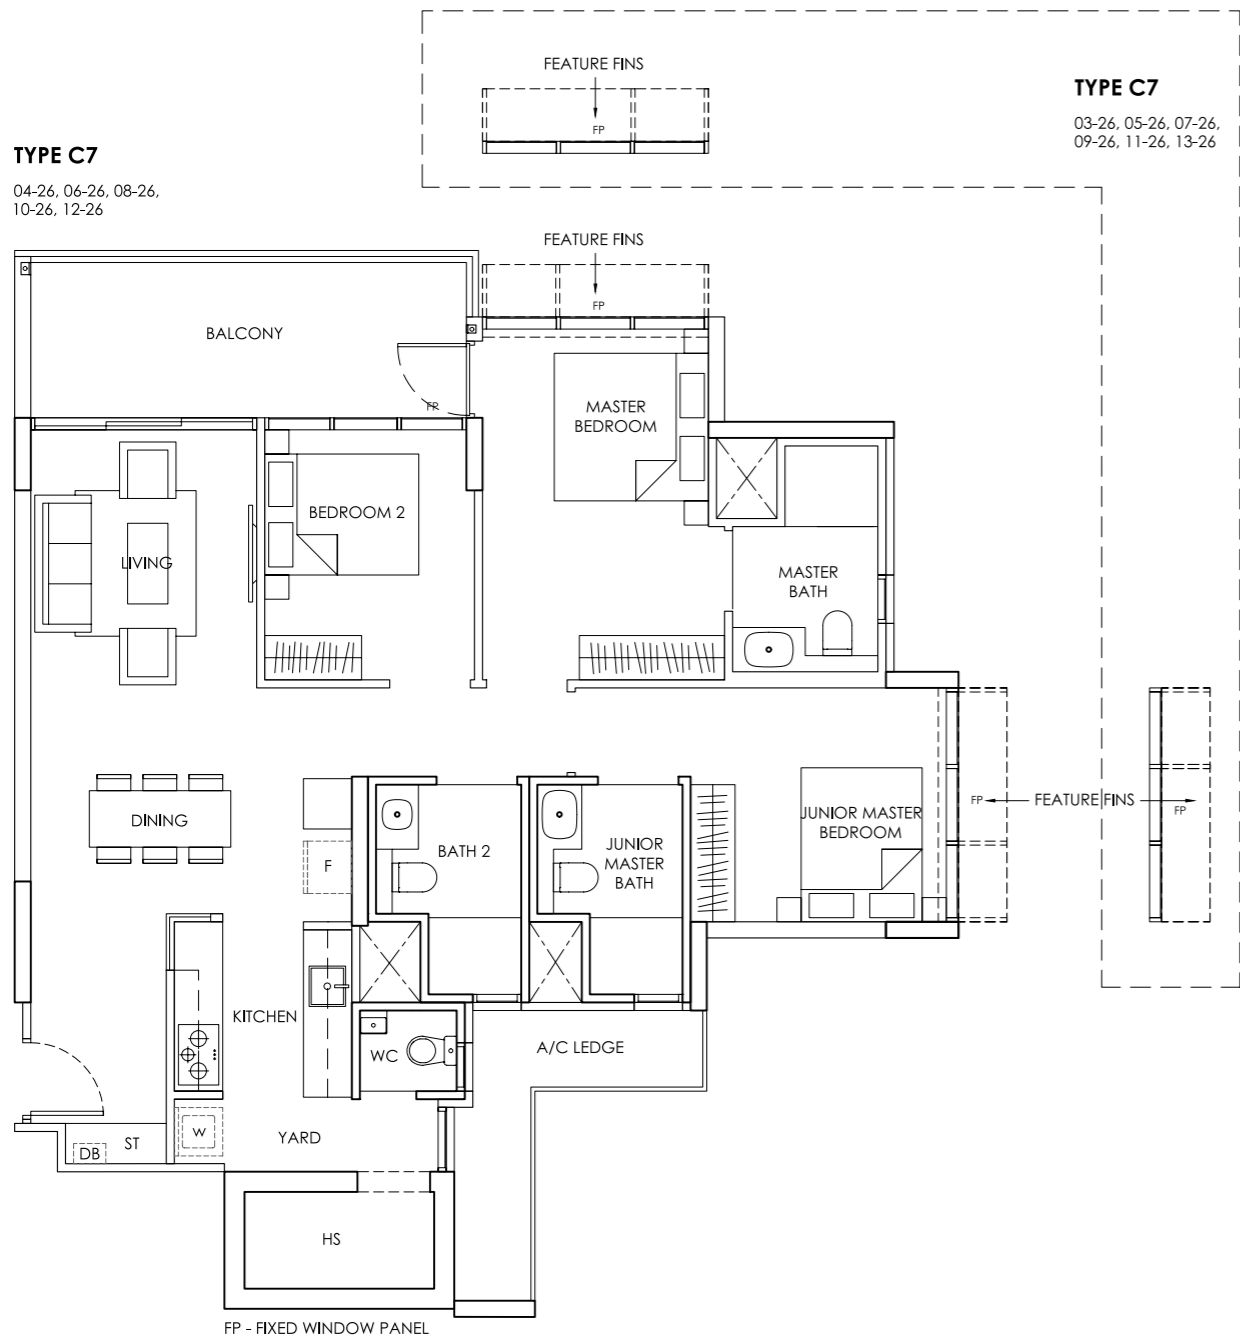 FEATURE FINS
FP
TYPE C7
03-26, 05-26, 07-26,
09-26, 11-26, 13-26
TYPE C7
04-26, 06-26, 08-26,
10-26, 12-26
FEATURE FINS
FP
BALCONY
FP
MASTER
BEDROOM
BEDROOM 2
LIVING
MASTER
BATH
DINING
F
BATH 2
JUNIOR
MASTER
BATH
JUNIOR MASTER
BEDROOM
FP
FEATURE FINS
FP
KITCHEN
WC
A/C LEDGE
W
YARD
ST
DB
HS
FP - FIXED WINDOW PANEL